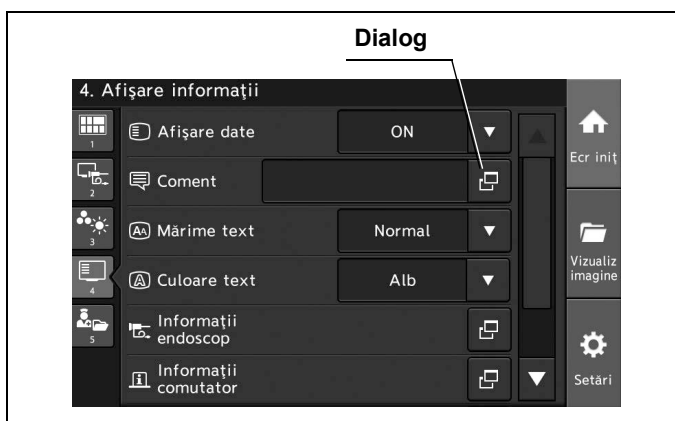 Dialog
4. Afișare informații
1
Afișare date
ON
Ecr iniț
2
Coment
3
Mărime text
Normal
Vizualiz
imagine
4
Culoare text
Alb
5
Informații
endoscop
Informații
comutator
Setări